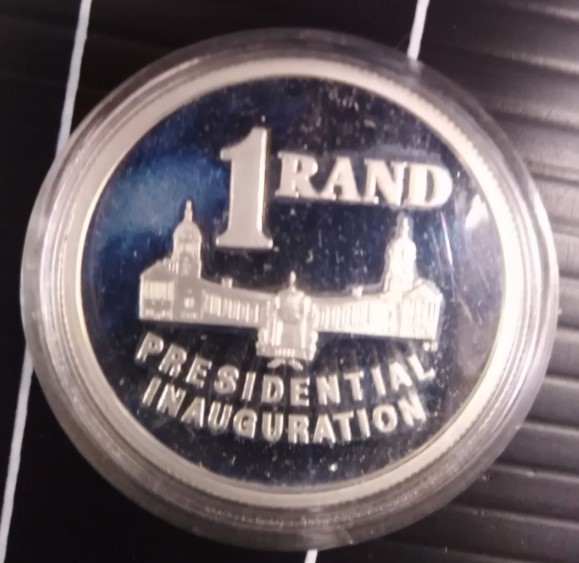 1 RAND
PRESIDENTIAL
INAUGURATION